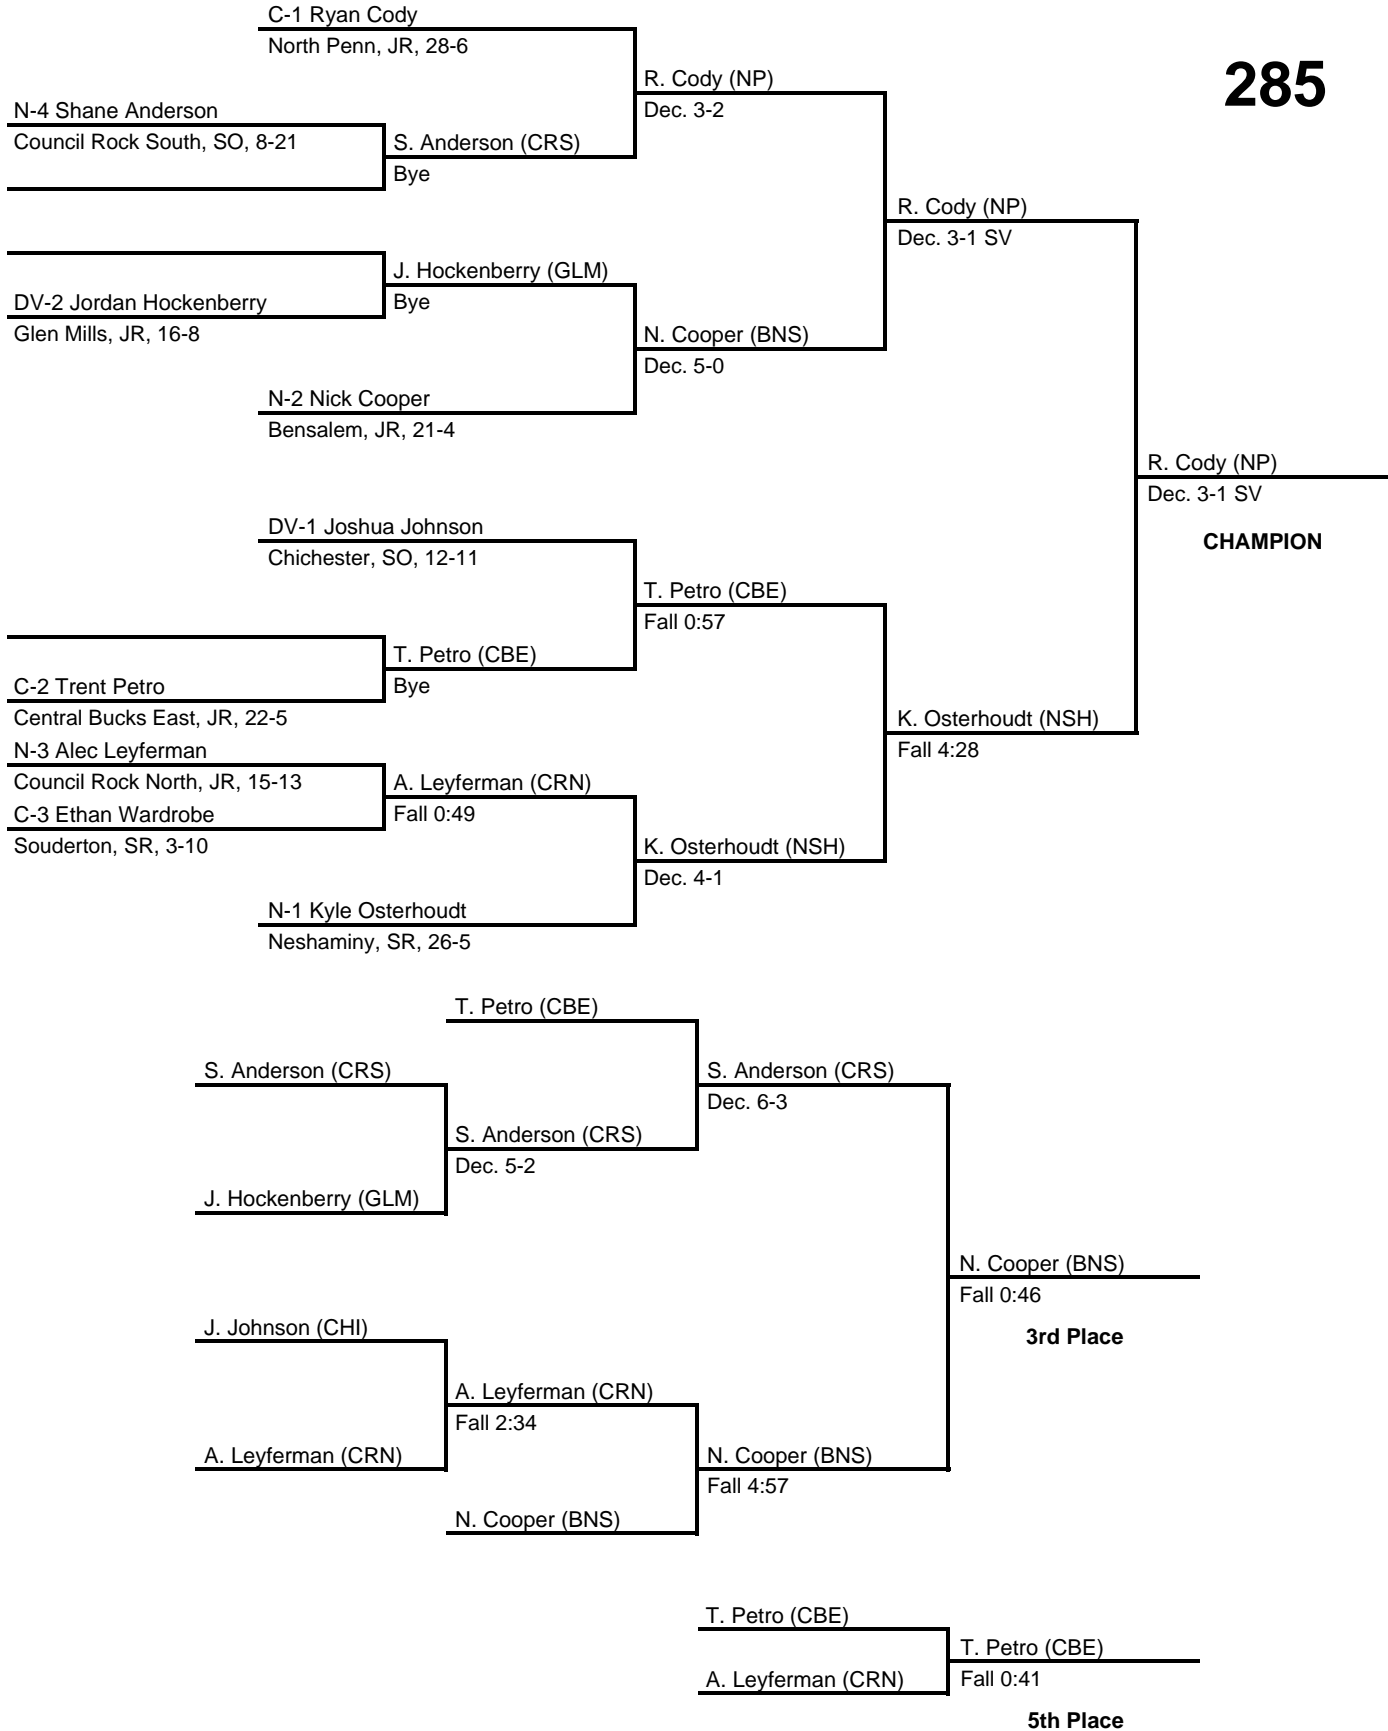 C-1 Ryan Cody
North Penn, JR, 28-6
285
R. Cody (NP)
Dec. 3-2
N-4 Shane Anderson
Council Rock South, SO, 8-21
S. Anderson (CRS)
Bye
R. Cody (NP)
Dec. 3-1 SV
J. Hockenberry (GLM)
Bye
DV-2 Jordan Hockenberry
Glen Mills, JR, 16-8
N. Cooper (BNS)
Dec. 5-0
N-2 Nick Cooper
Bensalem, JR, 21-4
R. Cody (NP)
Dec. 3-1 SV
CHAMPION
DV-1 Joshua Johnson
Chichester, SO, 12-11
T. Petro (CBE)
Fall 0:57
T. Petro (CBE)
Bye
C-2 Trent Petro
Central Bucks East, JR, 22-5
K. Osterhoudt (NSH)
Fall 4:28
N-3 Alec Leyferman
Council Rock North, JR, 15-13
A. Leyferman (CRN)
Fall 0:49
C-3 Ethan Wardrobe
Souderton, SR, 3-10
K. Osterhoudt (NSH)
Dec. 4-1
N-1 Kyle Osterhoudt
Neshaminy, SR, 26-5
T. Petro (CBE)
S. Anderson (CRS)
S. Anderson (CRS)
Dec. 6-3
S. Anderson (CRS)
Dec. 5-2
J. Hockenberry (GLM)
N. Cooper (BNS)
Fall 0:46
3rd Place
J. Johnson (CHI)
A. Leyferman (CRN)
Fall 2:34
A. Leyferman (CRN)
N. Cooper (BNS)
Fall 4:57
N. Cooper (BNS)
T. Petro (CBE)
T. Petro (CBE)
Fall 0:41
A. Leyferman (CRN)
5th Place